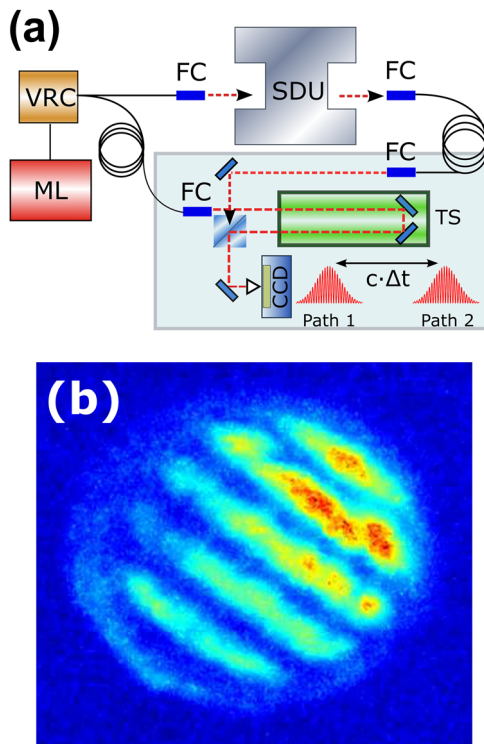 (a)
FC
SDU
FC
VRC
ML
FC
FC
TS
CCD
c·Δt
Path 1
Path 2
(b)